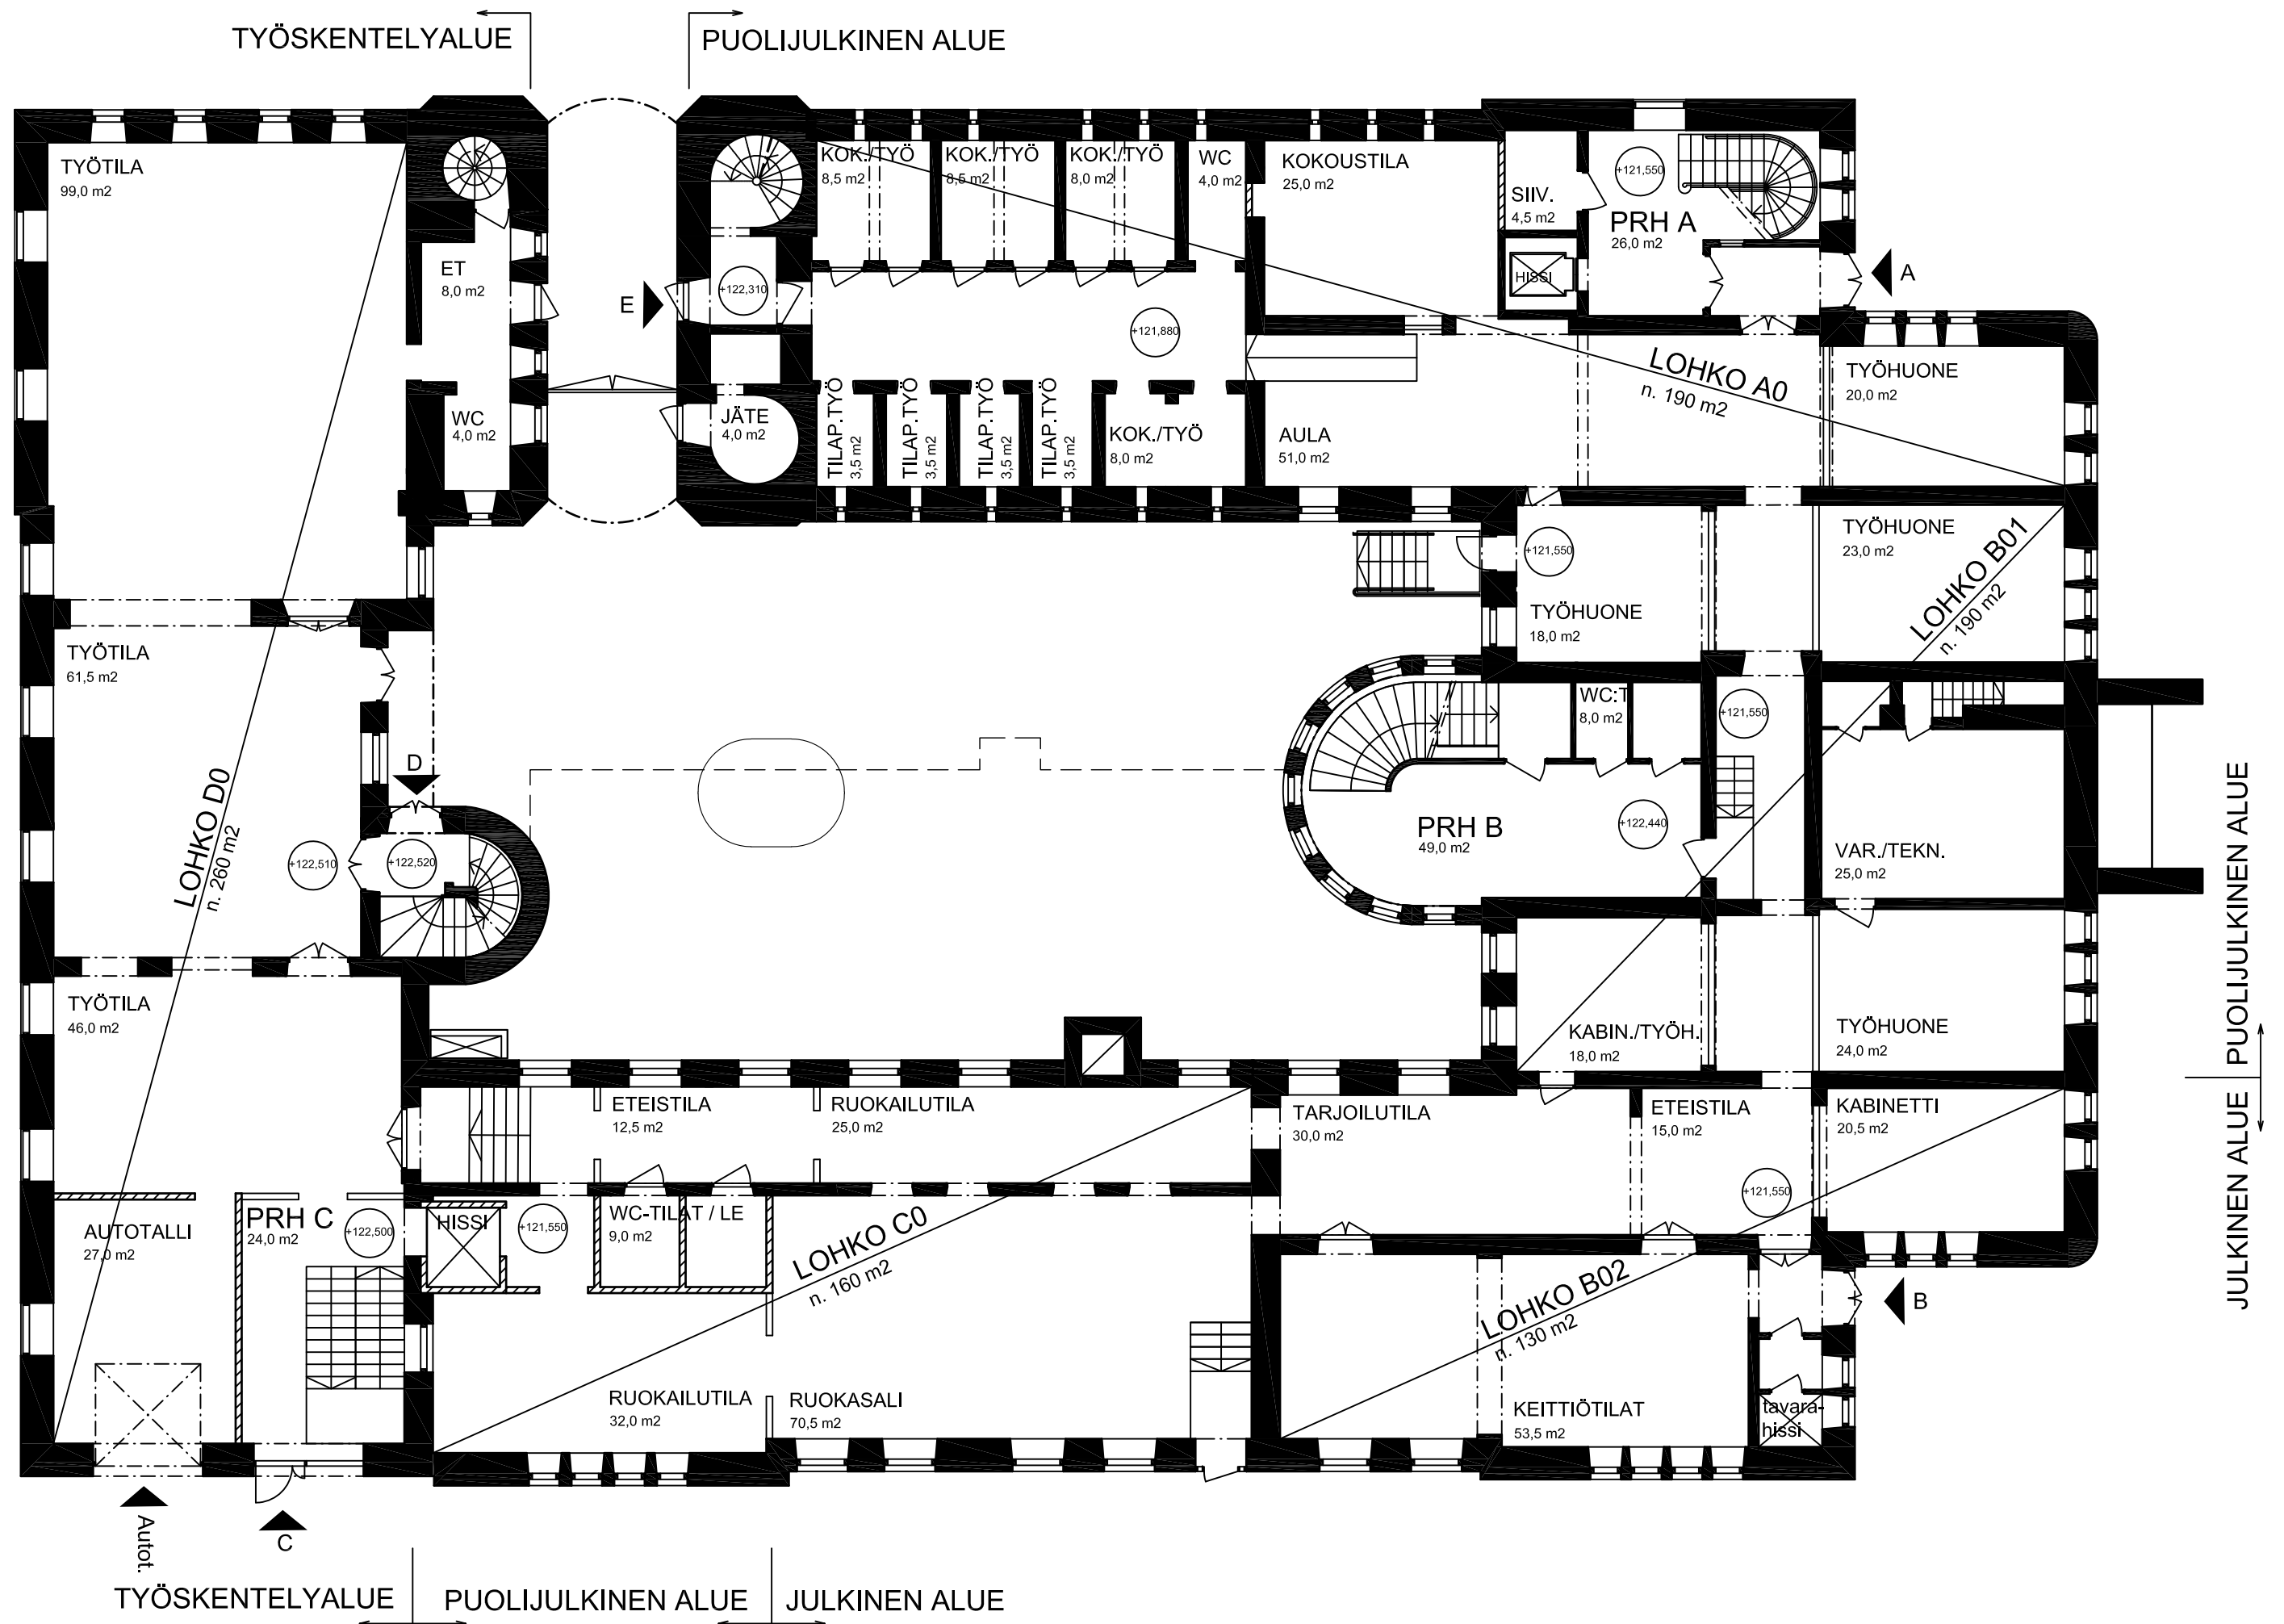 TYÖSKENTELYALUE
PUOLIJULKINEN ALUE
TYÖTILA
99,0 m2
ET
8,0 m2
WC
4,0 m2
E
+122,310
JÄTE
4,0 m2
KOK./TYÖ
8,5 m2
KOK./TYÖ
8,5 m2
KOK./TYÖ
8,0 m2
WC
4,0 m2
KOKOUSTILA
25,0 m2
SIIV.
4,5 m2
HISSI
+121,550
PRH A
26,0 m2
A
+121,880
TILAP.TYÖ
3,5 m2
TILAP.TYÖ
3,5 m2
TILAP.TYÖ
3,5 m2
TILAP.TYÖ
3,5 m2
KOK./TYÖ
8,0 m2
AULA
51,0 m2
LOHKO A0
n. 190 m2
TYÖHUONE
20,0 m2
+121,550
TYÖHUONE
18,0 m2
TYÖHUONE
23,0 m2
LOHKO B01
n. 190 m2
TYÖTILA
61,5 m2
D
LOHKO D0
n. 260 m2
+122,510
+122,520
WC:T
8,0 m2
+121,550
PRH B
49,0 m2
+122,440
VAR./TEKN.
25,0 m2
PUOLIJULKINEN ALUE
JULKINEN ALUE
TYÖTILA
46,0 m2
KABIN./TYÖH.
18,0 m2
TYÖHUONE
24,0 m2
ETEISTILA
12,5 m2
RUOKAILUTILA
25,0 m2
TARJOILUTILA
30,0 m2
ETEISTILA
15,0 m2
KABINETTI
20,5 m2
+121,550
AUTOTALLI
27,0 m2
PRH C
24,0 m2
+122,500
HISSI
+121,550
WC-TILAT / LE
9,0 m2
LOHKO C0
n. 160 m2
LOHKO B02
n. 130 m2
B
RUOKAILUTILA
32,0 m2
RUOKASALI
70,5 m2
KEITTIÖTILAT
53,5 m2
tavara-
hissi
Autot.
C
TYÖSKENTELYALUE
PUOLIJULKINEN ALUE
JULKINEN ALUE